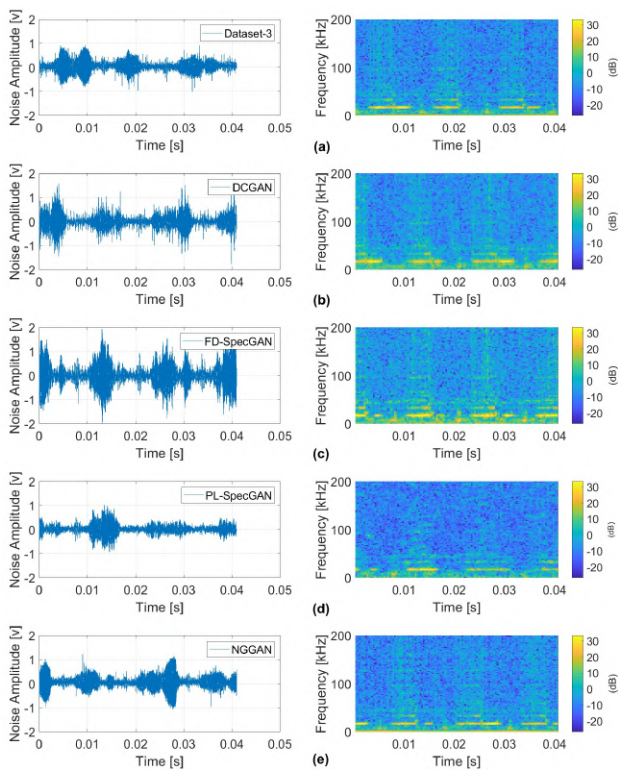 2
1
0
-1
-2
Noise Amplitude [v]
Dataset-3
0 0.01 0.02 0.03 0.04 0.05
Time [s]
200
100
0
Frequency [kHz]
0.01 0.02 0.03 0.04
Time [s]
30
20
10
0
-10
-20
(dB)
(a)
2
1
0
-1
-2
Noise Amplitude [v]
DCGAN
0 0.01 0.02 0.03 0.04 0.05
Time [s]
200
100
0
Frequency [kHz]
0.01 0.02 0.03 0.04
Time [s]
30
20
10
0
-10
-20
(dB)
(b)
2
1
0
-1
-2
Noise Amplitude [v]
FD-SpecGAN
0 0.01 0.02 0.03 0.04 0.05
Time [s]
200
100
0
Frequency [kHz]
0.01 0.02 0.03 0.04
Time [s]
30
20
10
0
-10
-20
(dB)
(c)
2
1
0
-1
-2
Noise Amplitude [v]
PL-SpecGAN
0 0.01 0.02 0.03 0.04 0.05
Time [s]
200
100
0
Frequency [kHz]
0.01 0.02 0.03 0.04
Time [s]
30
20
10
0
-10
-20
(dB)
(d)
2
1
0
-1
-2
Noise Amplitude [v]
NGGAN
0 0.01 0.02 0.03 0.04 0.05
Time [s]
200
100
0
Frequency [kHz]
0.01 0.02 0.03 0.04
Time [s]
30
20
10
0
-10
-20
(dB)
(e)